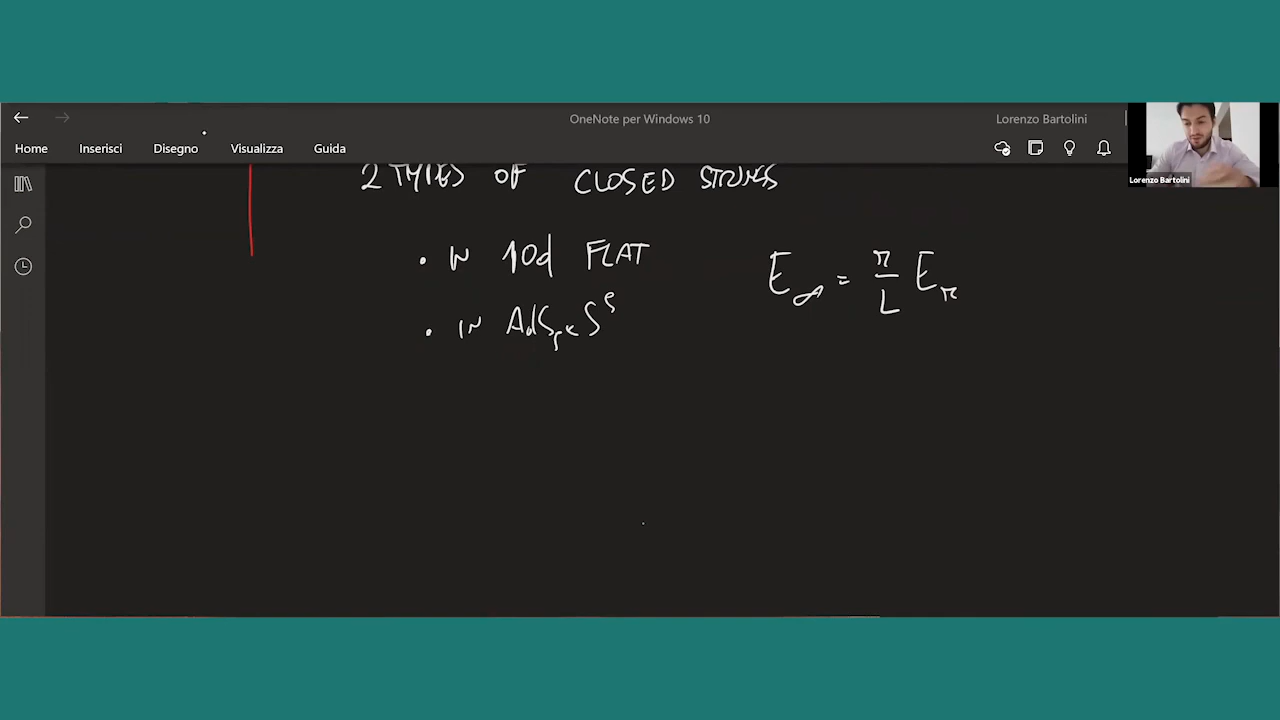 OneNote per Windows 10
Lorenzo Bartolini
Home Inserisci Disegno Visualizza Guida
Lorenzo Bartolini
2 TYPES OF CLOSED STRINGS
• IN 10d FLAT
E∞ = r/L Er
• IN AdS₅×S⁵